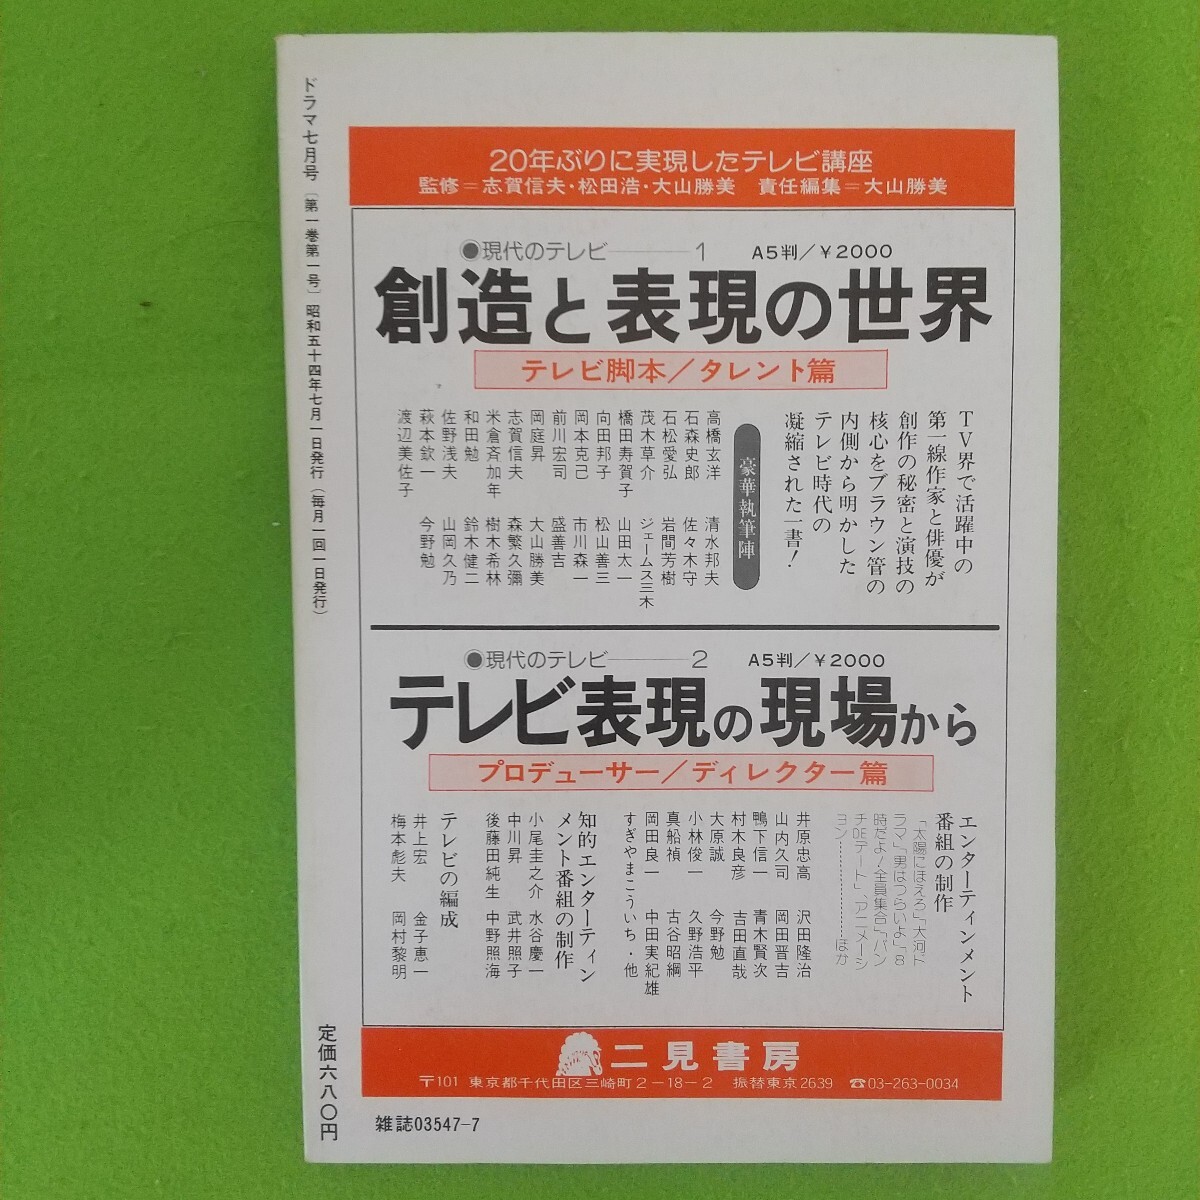 ドラマ七月号〔第一巻第一号〕昭和五十四年七月一日発行(毎月一回一日発行)
定価六八〇円
20年ぶりに実現したテレビ講座
監修=志賀信夫・松田浩・大山勝美 責任編集=大山勝美
●現代のテレビ――1 A5判/¥2000
創造と表現の世界
テレビ脚本/タレント篇
TV界で活躍中の
第一線作家と俳優が
創作の秘密と演技の
核心をブラウン管の
内側から明かした
テレビ時代の
凝縮された一書!
豪華執筆陣
高橋玄洋 清水邦夫
石森史郎 佐々木守
石松愛弘 岩間芳樹
茂木草介 ジェームス三木
橋田寿賀子 山田太一
向田邦子 松山善三
岡本克己 市川森一
前川宏司 盛善吉
岡庭昇 大山勝美
志賀信夫 森繁久彌
米倉斉加年 樹木希林
和田勉 鈴木健二
佐野浅夫 山岡久乃
萩本欽一 今野勉
渡辺美佐子
●現代のテレビ――2 A5判/¥2000
テレビ表現の現場から
プロデューサー/ディレクター篇
エンターティンメント
番組の制作
「太陽にほえろ」「大河ド
ラマ」「男はつらいよ」「8
時だよ!全員集合」「パン
チDEデート」、アニメーシ
ョン…………ほか
井原忠高 沢田隆治
山内久司 岡田晋吉
鴨下信一 青木賢次
村木良彦 吉田直哉
大原誠 今野勉
小林俊一 久野浩平
真船禎 古谷昭綱
岡田良一 中田実紀雄
すぎやまこういち・他
知的エンターティン
メント番組の制作
小尾圭之介 水谷慶一
中川昇 武井照子
後藤田純生 中野照海
テレビの編成
井上宏 金子恵一
梅本彪夫 岡村黎明
二見書房
〒101 東京都千代田区三崎町2-18-2 振替東京2639 ☎03-263-0034
雑誌03547-7